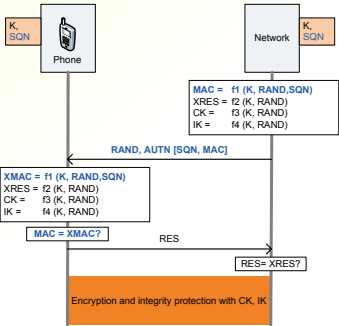 K,
SQN
Phone
Network
K,
SQN
MAC = f1 (K, RAND,SQN)
XRES = f2 (K, RAND)
CK = f3 (K, RAND)
IK = f4 (K, RAND)
RAND, AUTN [SQN, MAC]
XMAC = f1 (K, RAND,SQN)
XRES = f2 (K, RAND)
CK = f3 (K, RAND)
IK = f4 (K, RAND)
MAC = XMAC?
RES
RES= XRES?
Encryption and integrity protection with CK, IK